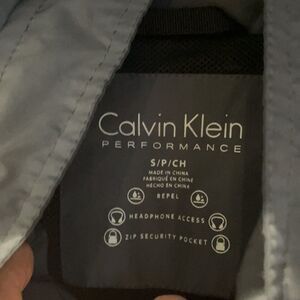 Calvin Klein
PERFORMANCE
S/P/CH
MADE IN CHINA
FABRIQUÉ EN CHINE
HECHO EN CHINA
REPEL
HEADPHONE ACCESS
ZIP SECURITY POCKET